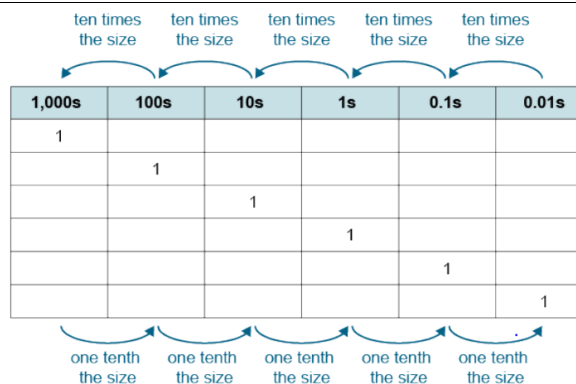 ten times ten times ten times ten times ten times
the size the size the size the size the size
1,000s 100s 10s 1s 0.1s 0.01s
1
1
1
1
1
1
one tenth one tenth one tenth one tenth one tenth
the size the size the size the size the size